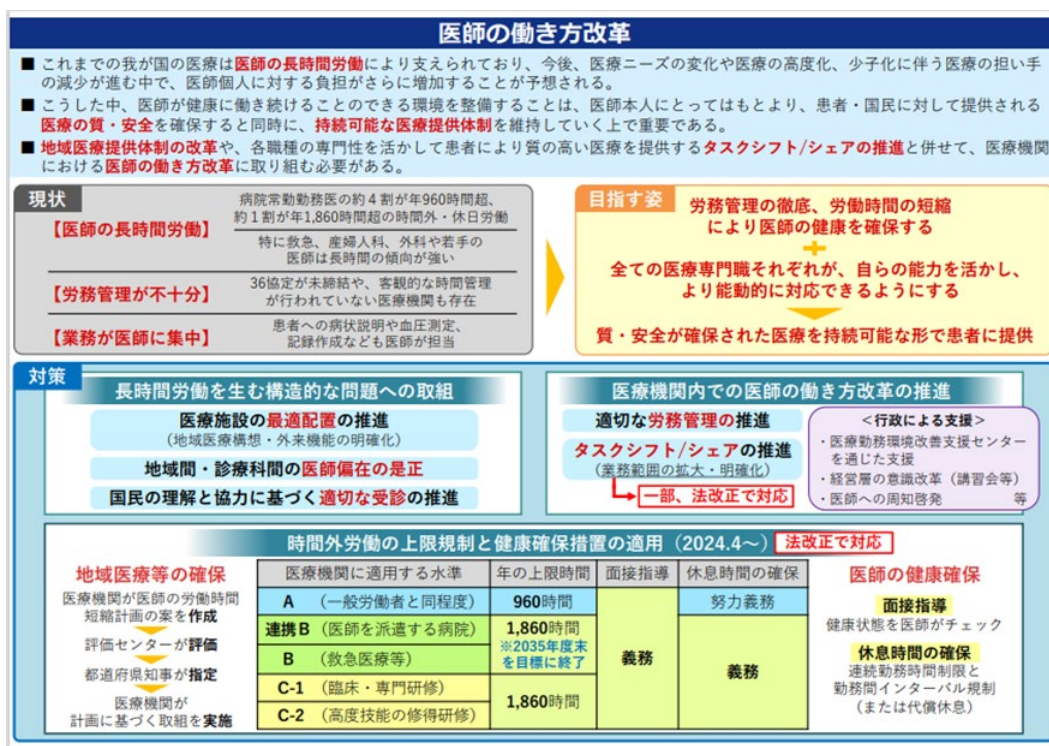 医師の働き方改革
■ これまでの我が国の医療は医師の長時間労働により支えられており、今後、医療ニーズの変化や医療の高度化、少子化に伴う医療の担い手
の減少が進む中で、医師個人に対する負担がさらに増加することが予想される。
■ こうした中、医師が健康に働き続けることのできる環境を整備することは、医師本人にとってはもとより、患者・国民に対して提供される
医療の質・安全を確保すると同時に、持続可能な医療提供体制を維持していく上で重要である。
■ 地域医療提供体制の改革や、各職種の専門性を活かして患者により質の高い医療を提供するタスクシフト/シェアの推進と併せて、医療機関
における医師の働き方改革に取り組む必要がある。
現状
【医師の長時間労働】
病院常勤勤務医の約4割が年960時間超、
約1割が年1,860時間超の時間外・休日労働
特に救急、産婦人科、外科や若手の
医師は長時間の傾向が強い
【労務管理が不十分】
36協定が未締結や、客観的な時間管理
が行われていない医療機関も存在
【業務が医師に集中】
患者への病状説明や血圧測定、
記録作成なども医師が担当
目指す姿
労務管理の徹底、労働時間の短縮
により医師の健康を確保する
+
全ての医療専門職それぞれが、自らの能力を活かし、
より能動的に対応できるようにする
質・安全が確保された医療を持続可能な形で患者に提供
対策
長時間労働を生む構造的な問題への取組
医療施設の最適配置の推進
(地域医療構想・外来機能の明確化)
地域間・診療科間の医師偏在の是正
国民の理解と協力に基づく適切な受診の推進
医療機関内での医師の働き方改革の推進
適切な労務管理の推進
タスクシフト/シェアの推進
(業務範囲の拡大・明確化)
一部、法改正で対応
<行政による支援>
・医療勤務環境改善支援センター
を通じた支援
・経営層の意識改革(講習会等)
・医師への周知啓発 等
時間外労働の上限規制と健康確保措置の適用(2024.4~) 法改正で対応
地域医療等の確保
医療機関が医師の労働時間
短縮計画の案を作成
評価センターが評価
都道府県知事が指定
医療機関が
計画に基づく取組を実施
医療機関に適用する水準 年の上限時間 面接指導 休息時間の確保
A (一般労働者と同程度) 960時間 努力義務
連携B (医師を派遣する病院) 1,860時間
※2035年度末
を目標に終了
B (救急医療等)
義務 義務
C-1 (臨床・専門研修) 1,860時間
C-2 (高度技能の修得研修)
医師の健康確保
面接指導
健康状態を医師がチェック
休息時間の確保
連続勤務時間制限と
勤務間インターバル規制
(または代償休息)